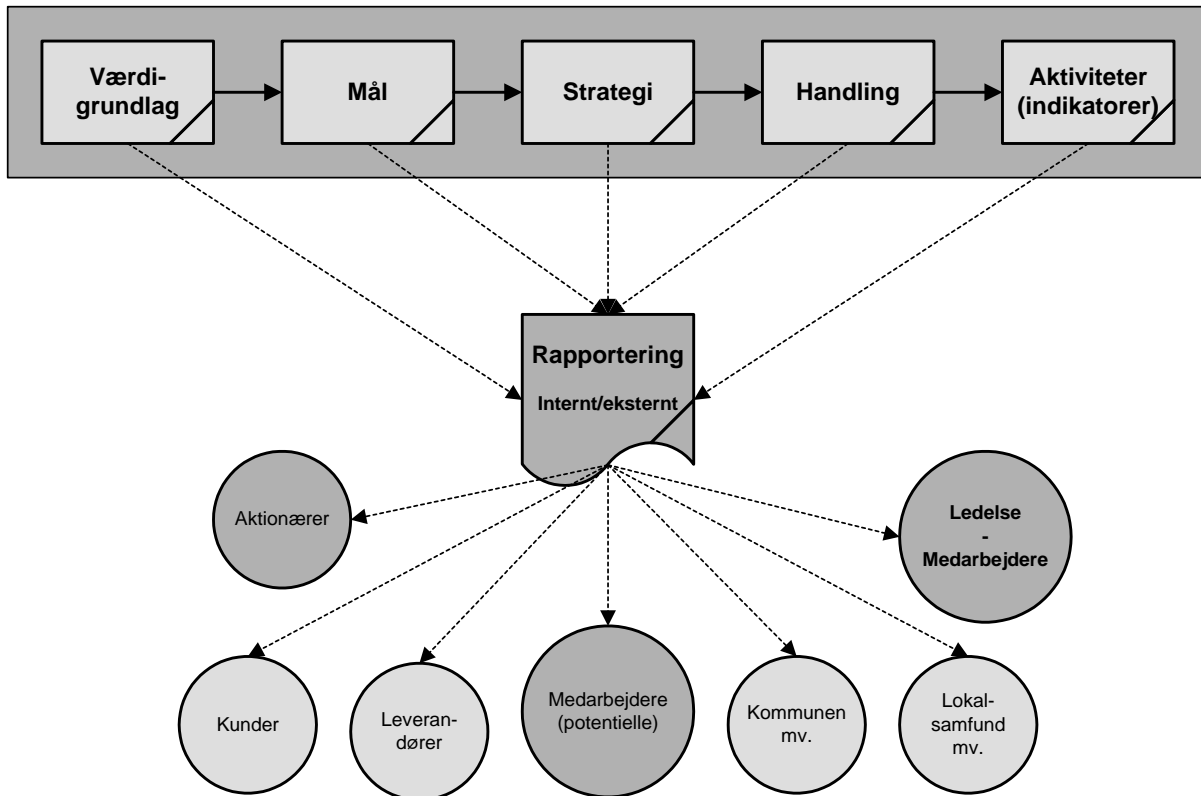 Værdi-
grundlag
Mål
Strategi
Handling
Aktiviteter
(indikatorer)
Rapportering
Internt/eksternt
Aktionærer
Ledelse
-
Medarbejdere
Kunder
Leveran-
dører
Medarbejdere
(potentielle)
Kommunen
mv.
Lokal-
samfund
mv.